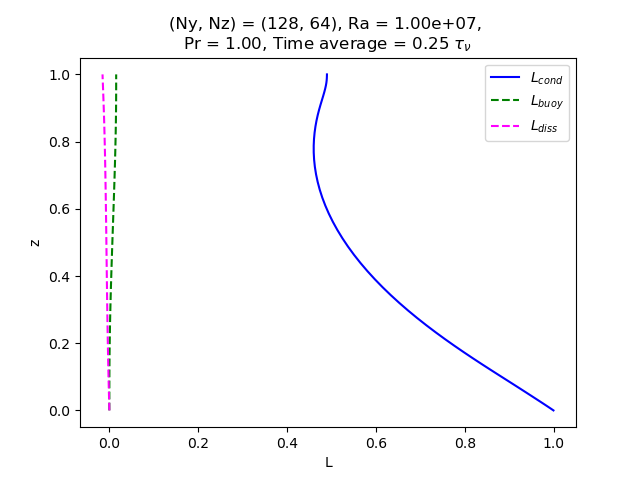 (Ny, Nz) = (128, 64), Ra = 1.00e+07,
Pr = 1.00, Time average = 0.25 τ_ν
L_cond
L_buoy
L_diss
z
1.0
0.8
0.6
0.4
0.2
0.0
0.0 0.2 0.4 0.6 0.8 1.0
L